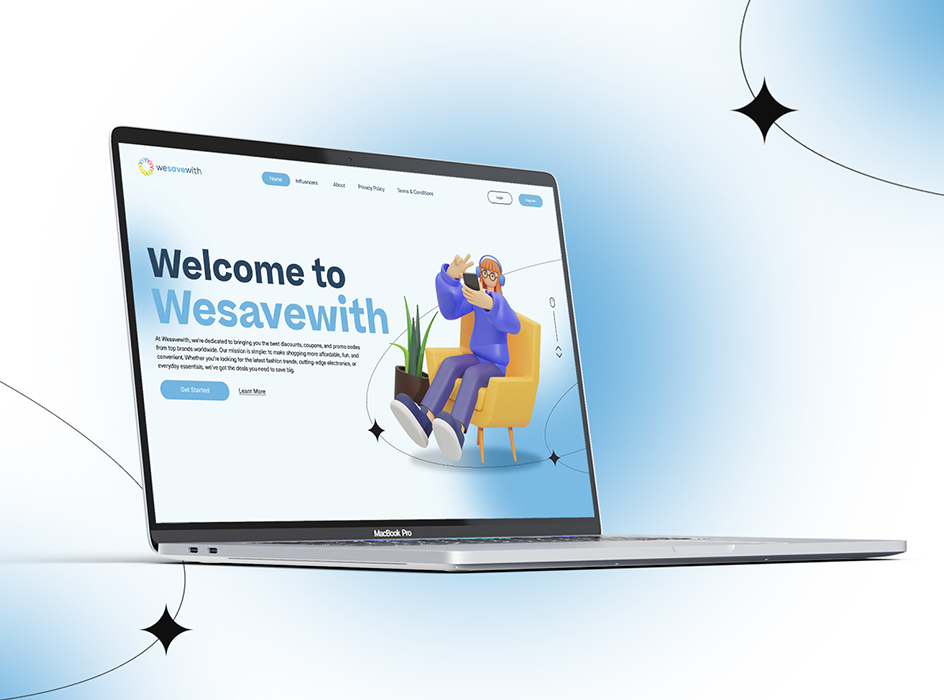 wesavewith
Home
Influencers
About
Privacy Policy
Terms & Conditions
Login
Register
Welcome to
Wesavewith
At Wesavewith, we're dedicated to bringing you the best discounts, coupons, and promo codes
from top brands worldwide. Our mission is simple: to make shopping more affordable, fun, and
convenient. Whether you're looking for the latest fashion trends, cutting-edge electronics, or
everyday essentials, we've got the deals you need to save big.
Get Started
Learn More
MacBook Pro